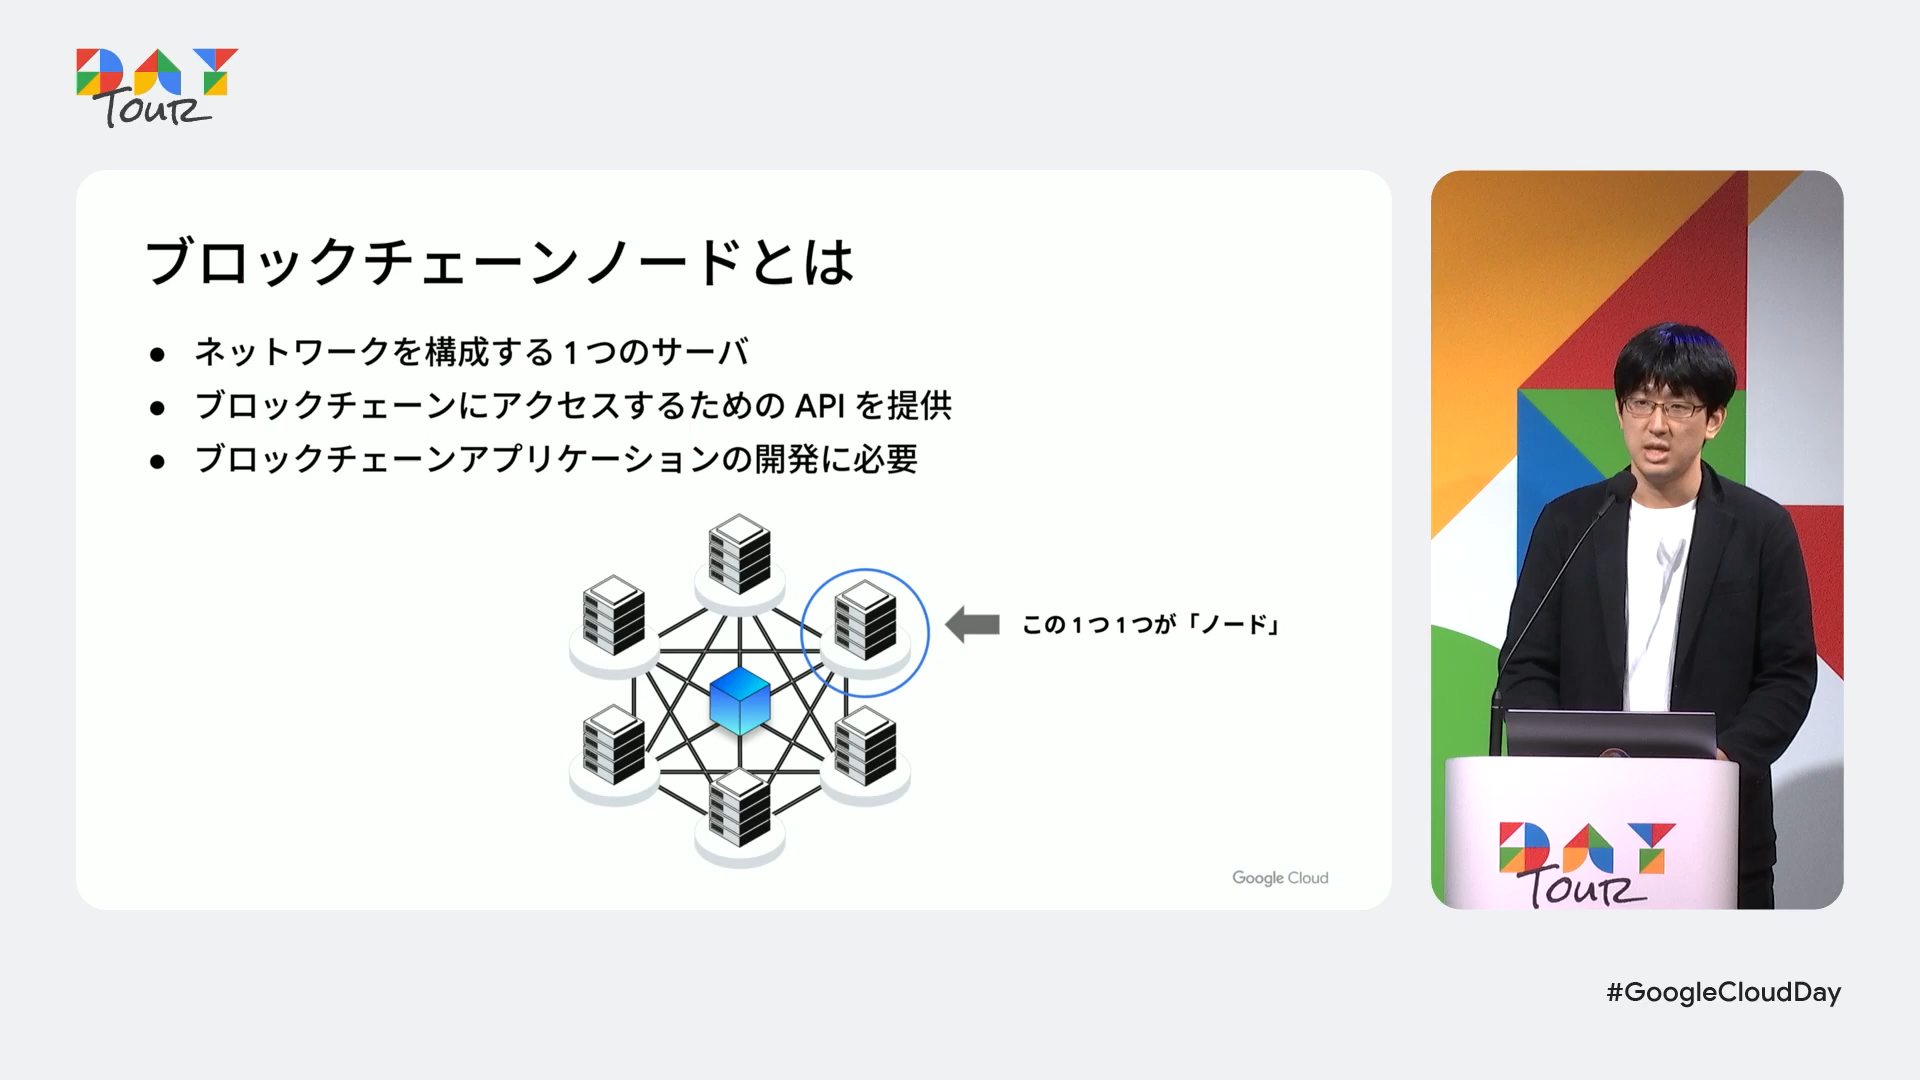 DAY
TOUR
ブロックチェーンノードとは
● ネットワークを構成する 1 つのサーバ
● ブロックチェーンにアクセスするための API を提供
● ブロックチェーンアプリケーションの開発に必要
この 1 つ 1 つが「ノード」
Google Cloud
DAY
TOUR
#GoogleCloudDay